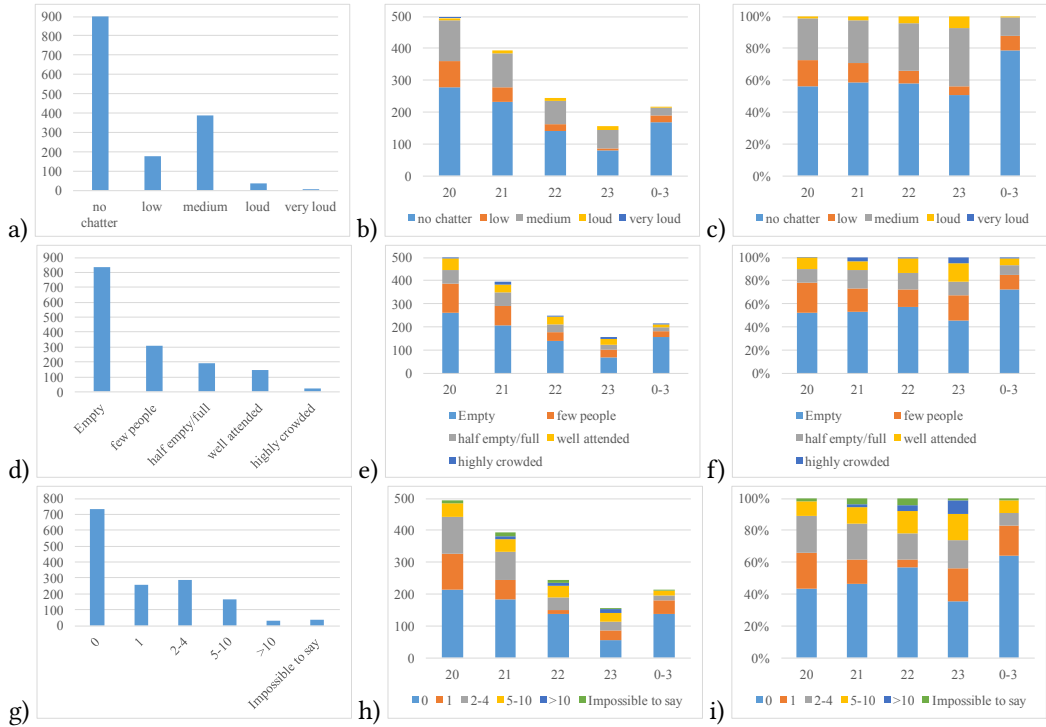 900
800
700
600
500
400
300
200
100
0
no chatter
low
medium
loud
very loud
a)
500
400
300
200
100
0
20 21 22 23 0-3
no chatter low medium loud very loud
b)
100%
80%
60%
40%
20%
0%
20 21 22 23 0-3
no chatter low medium loud very loud
c)
900
800
700
600
500
400
300
200
100
0
Empty
few people
half empty/full
well attended
highly crowded
d)
500
400
300
200
100
0
20 21 22 23 0-3
Empty few people
half empty/full well attended
highly crowded
e)
100%
80%
60%
40%
20%
0%
20 21 22 23 0-3
Empty few people
half empty/full well attended
highly crowded
f)
800
700
600
500
400
300
200
100
0
0
1
2-4
5-10
>10
Impossible to say
g)
500
400
300
200
100
0
20 21 22 23 0-3
0 1 2-4 5-10 >10 Impossible to say
h)
100%
80%
60%
40%
20%
0%
20 21 22 23 0-3
0 1 2-4 5-10 >10 Impossible to say
i)